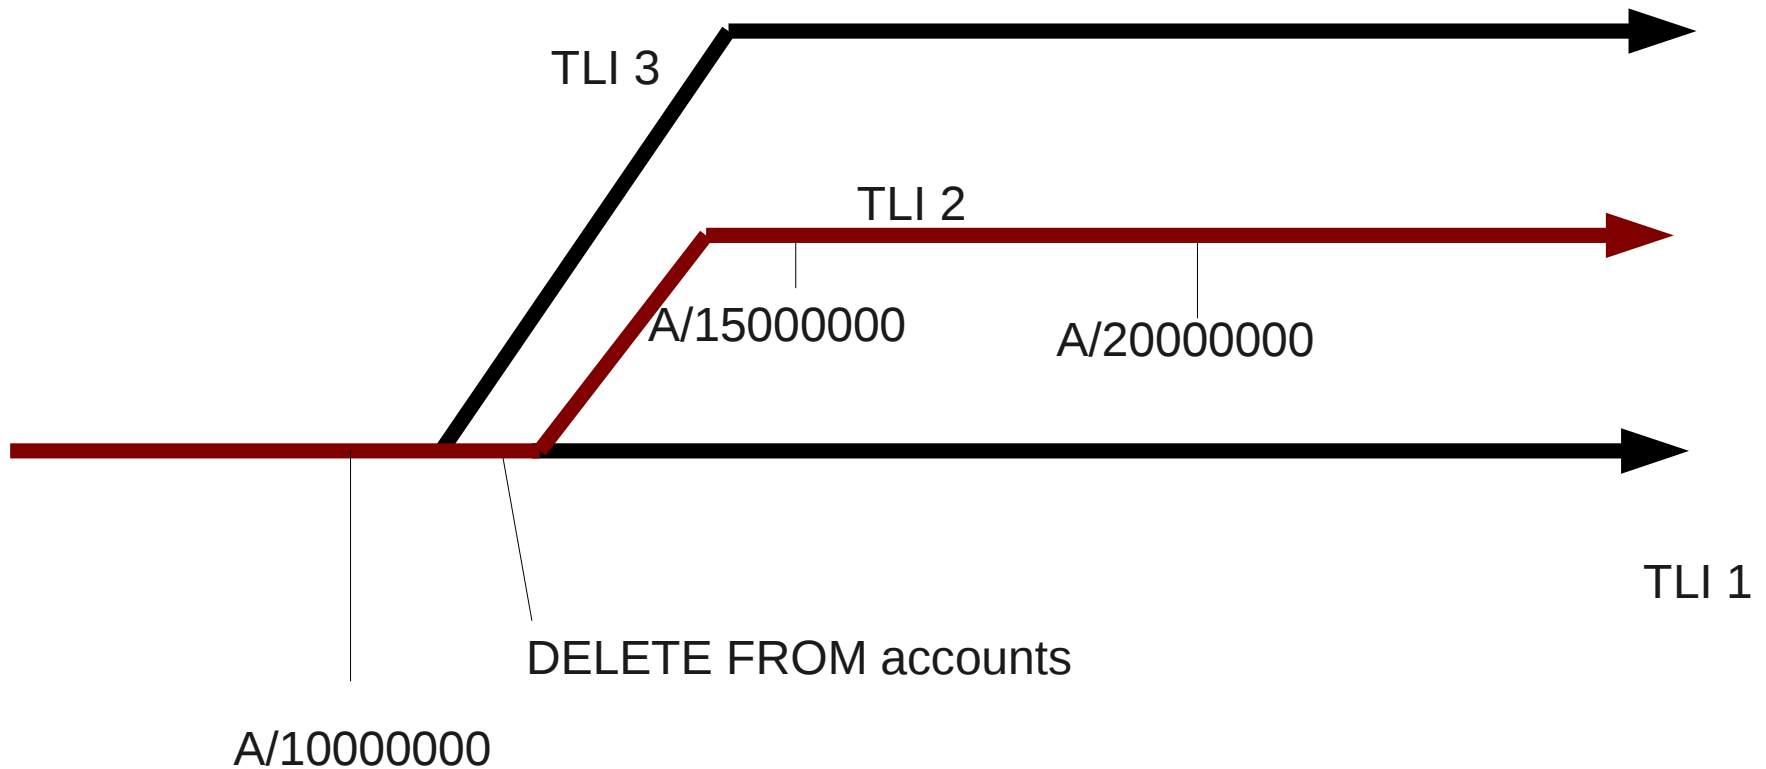 TLI 3
TLI 2
A/15000000
A/20000000
TLI 1
DELETE FROM accounts
A/10000000